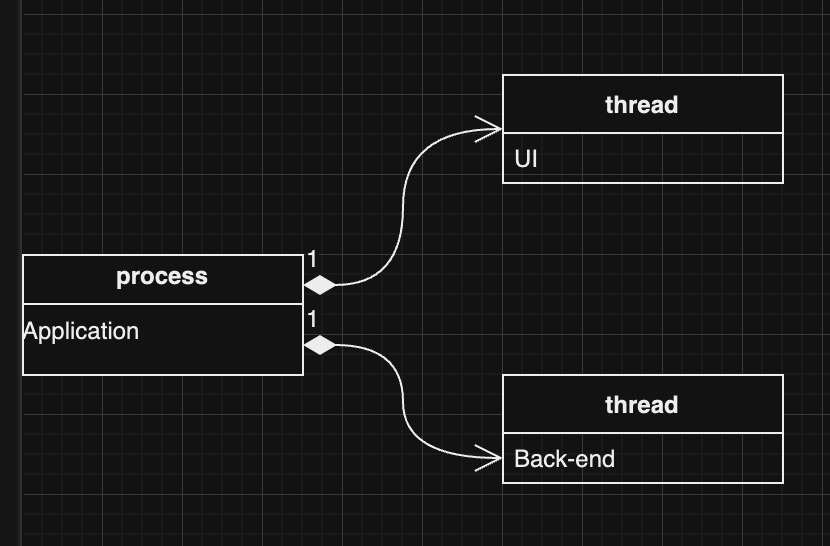 thread
UI
1
process
1
Application
thread
Back-end